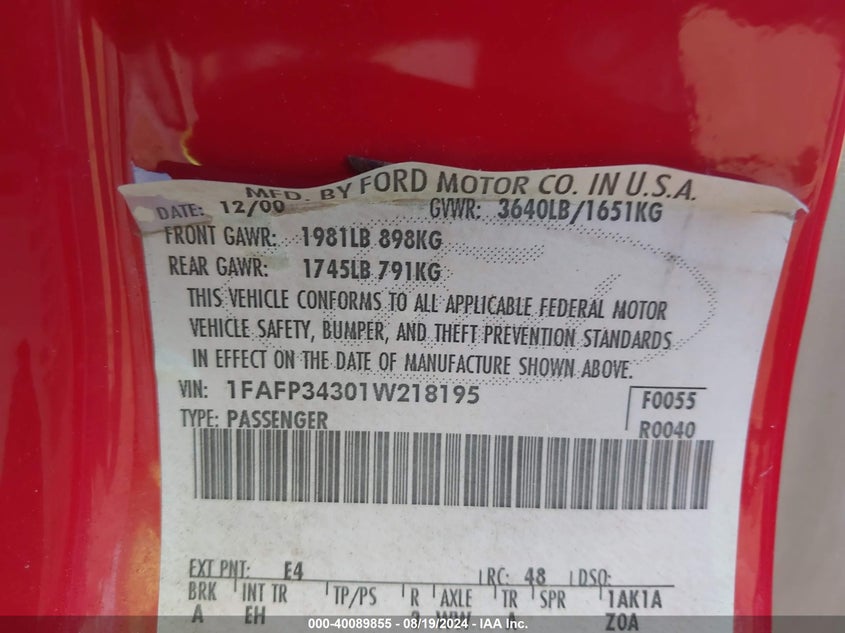 MFD. BY FORD MOTOR CO. IN U.S.A.
DATE: 12/00 GVWR: 3640LB/1651KG
FRONT GAWR: 1981LB 898KG
REAR GAWR: 1745LB 791KG
THIS VEHICLE CONFORMS TO ALL APPLICABLE FEDERAL MOTOR
VEHICLE SAFETY, BUMPER, AND THEFT PREVENTION STANDARDS
IN EFFECT ON THE DATE OF MANUFACTURE SHOWN ABOVE.
VIN: 1FAFP34301W218195 F0055
TYPE: PASSENGER R0040
EXT PNT: E4 RC: 48 DSO:
BRK INT TR TP/PS R AXLE TR SPR 1AK1A
A EH Z0A
000-40089855 - 08/19/2024 - IAA Inc.